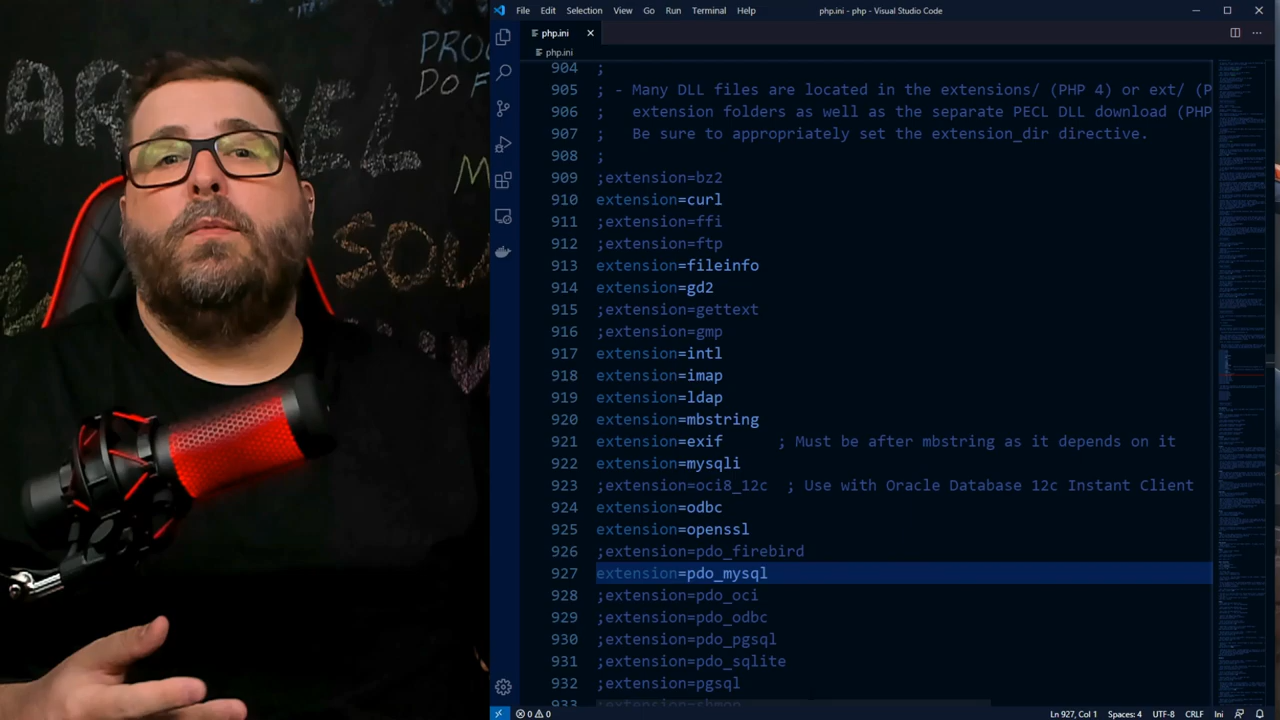 File Edit Selection View Go Run Terminal Help php.ini - php - Visual Studio Code
php.ini
php.ini
904 ;
905 ; - Many DLL files are located in the extensions/ (PHP 4) or ext/ (P
906 extension folders as well as the separate PECL DLL download (PHP
907 Be sure to appropriately set the extension_dir directive.
908 ;
909 ;extension=bz2
910 extension=curl
911 ;extension=ffi
912 ;extension=ftp
913 extension=fileinfo
914 extension=gd2
915 ;extension=gettext
916 ;extension=gmp
917 extension=intl
918 extension=imap
919 extension=ldap
920 extension=mbstring
921 extension=exif ; Must be after mbstring as it depends on it
922 extension=mysqli
923 ;extension=oci8_12c ; Use with Oracle Database 12c Instant Client
924 extension=odbc
925 extension=openssl
926 ;extension=pdo_firebird
927 extension=pdo_mysql
928 ;extension=pdo_oci
929 ;extension=pdo_odbc
930 ;extension=pdo_pgsql
931 ;extension=pdo_sqlite
932 ;extension=pgsql
0 0 Ln 927, Col 1 Spaces: 4 UTF-8 CRLF Ini
DO F